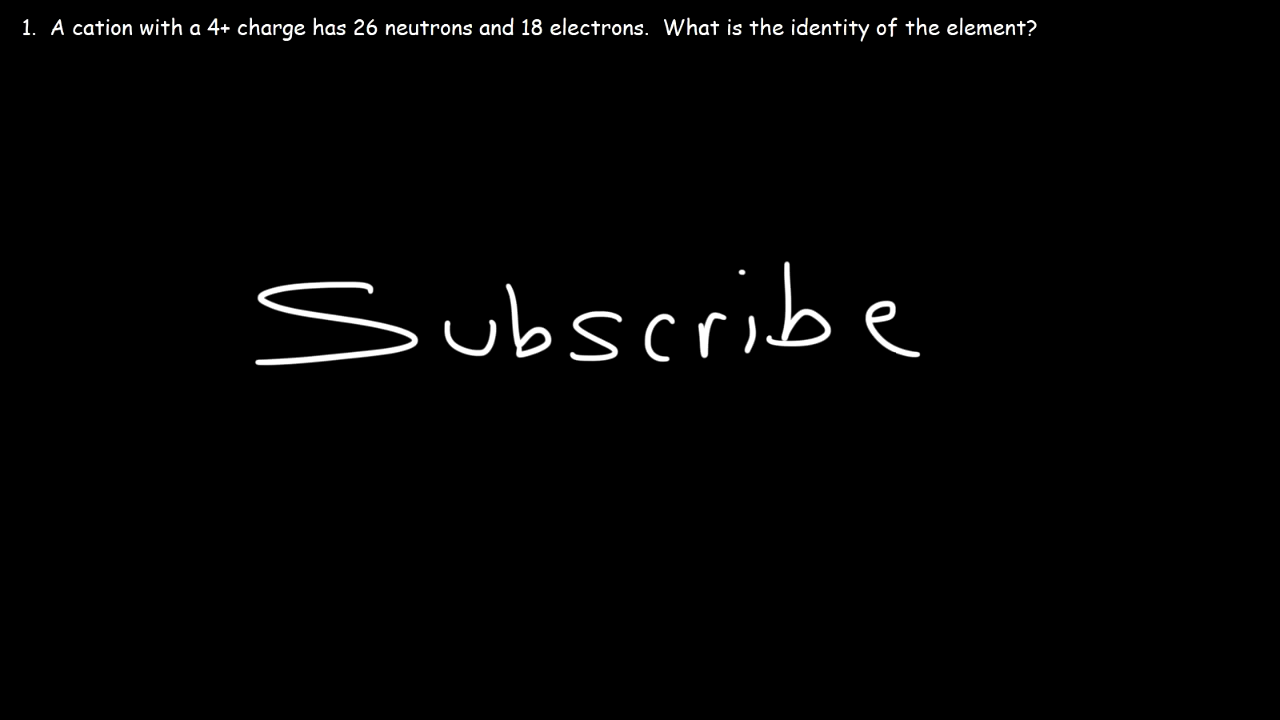 1. A cation with a 4+ charge has 26 neutrons and 18 electrons. What is the identity of the element?
Subscribe